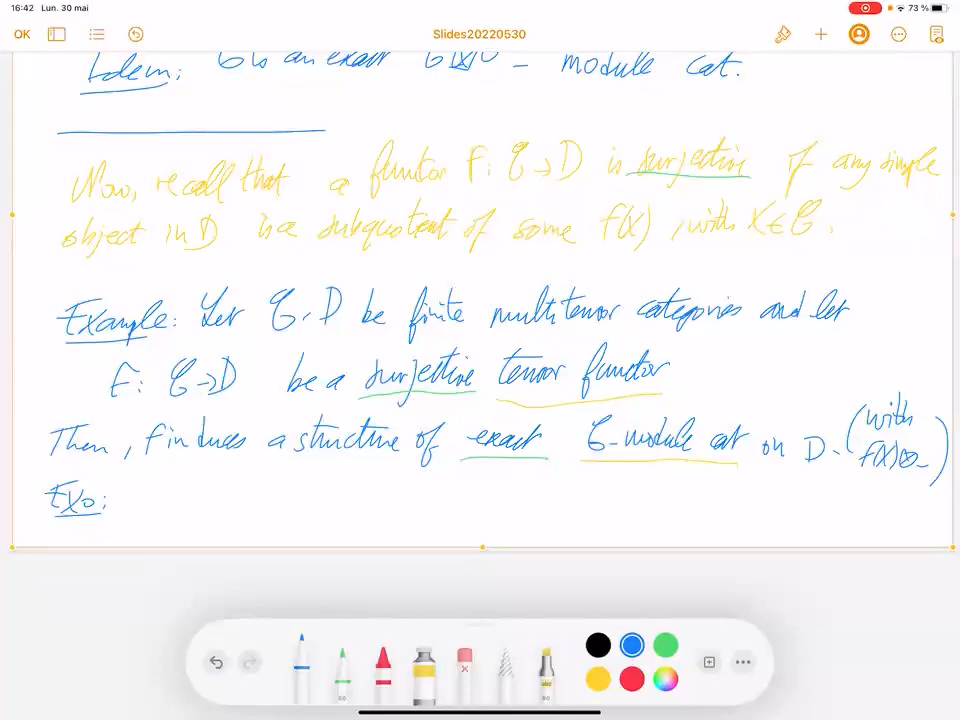 16:42 Lun. 30 mai
73 %
OK
Slides20220530
Idem: G is an exact G⊠ - module cat.
Now, recall that a functor F: C → D is surjective if any simple
object in D is a subquotient of some F(X), with X ∈ C.
Example: Let C, D be finite multitensor categories and let
F: C → D be a surjective tensor functor
Then, F induces a structure of exact C-module cat on D. (with
F(X)⊗-)
Exo: